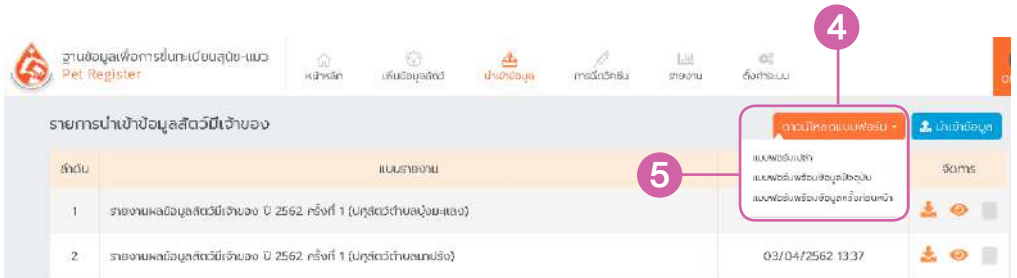 4
ฐานข้อมูลเพื่อการขึ้นทะเบียนสุนัข-แมว
Pet Register
หน้าหลัก
เพิ่มข้อมูลสัตว์
นำเข้าข้อมูล
การฉีดวัคซีน
รายงาน
ตั้งค่าระบบ
รายการนำเข้าข้อมูลสัตว์มีเจ้าของ
ดาวน์โหลดแบบฟอร์ม
นำเข้าข้อมูล
5
แบบฟอร์มเปล่า
แบบฟอร์มพร้อมข้อมูลปัจจุบัน
แบบฟอร์มพร้อมข้อมูลครั้งก่อนหน้า
ลำดับ
แบบรายงาน
จัดการ
1
รายงานผลข้อมูลสัตว์มีเจ้าของ ปี 2562 ครั้งที่ 1 (ปศุสัตว์ตำบลบุ่งมะแลง)
2
รายงานผลข้อมูลสัตว์มีเจ้าของ ปี 2562 ครั้งที่ 1 (ปศุสัตว์ตำบลนาปรัง)
03/04/2562 13:37